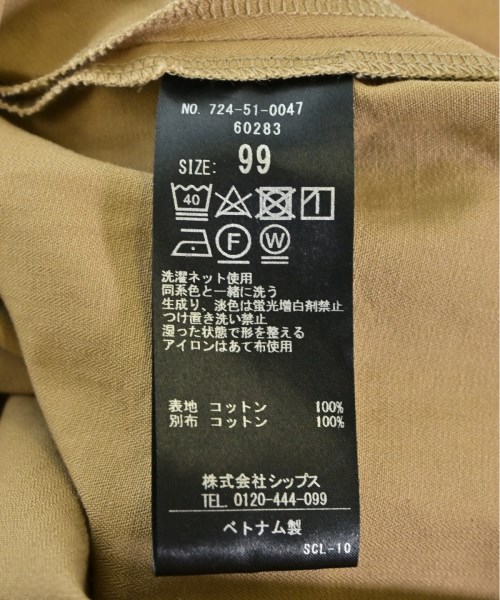 NO. 724-51-0047
60283
SIZE: 99
40
F W
洗濯ネット使用
同系色と一緒に洗う
生成り、淡色は蛍光増白剤禁止
つけ置き洗い禁止
湿った状態で形を整える
アイロンはあて布使用
表地 コットン 100%
別布 コットン 100%
株式会社シップス
TEL. 0120-444-099
ベトナム製
SCL-10